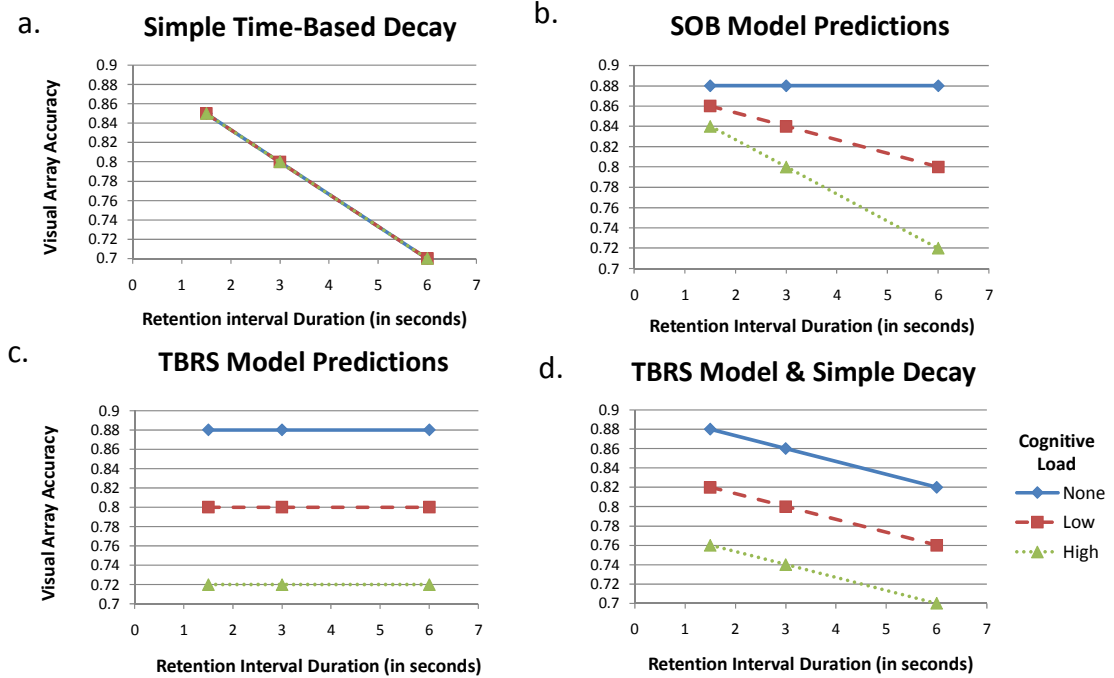 a.
Simple Time-Based Decay
Visual Array Accuracy
0.9
0.88
0.86
0.84
0.82
0.8
0.78
0.76
0.74
0.72
0.7
0 1 2 3 4 5 6 7
Retention interval Duration (in seconds)
b.
SOB Model Predictions
0.9
0.88
0.86
0.84
0.82
0.8
0.78
0.76
0.74
0.72
0.7
0 1 2 3 4 5 6 7
Retention Interval Duration (in seconds)
c.
TBRS Model Predictions
Visual Array Accuracy
0.9
0.88
0.86
0.84
0.82
0.8
0.78
0.76
0.74
0.72
0.7
0 1 2 3 4 5 6 7
Retention Interval Duration (in seconds)
d.
TBRS Model & Simple Decay
0.9
0.88
0.86
0.84
0.82
0.8
0.78
0.76
0.74
0.72
0.7
0 1 2 3 4 5 6 7
Retention Interval Duration (in seconds)
Cognitive
Load
None
Low
High